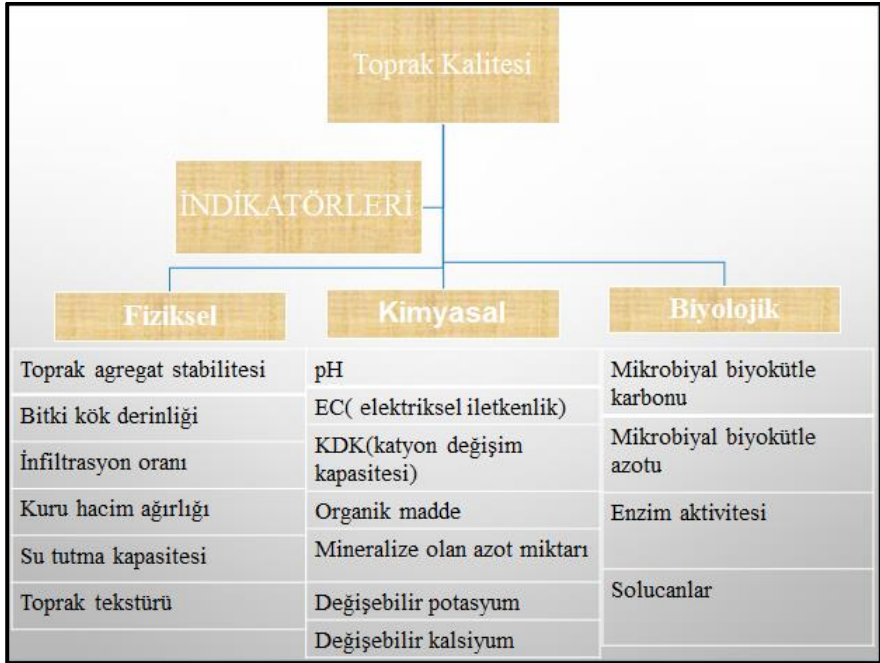 Toprak Kalitesi
İNDİKATÖRLERİ
Fiziksel
Toprak agregat stabilitesi
Bitki kök derinliği
İnfiltrasyon oranı
Kuru hacim ağırlığı
Su tutma kapasitesi
Toprak tekstürü
Kimyasal
pH
EC( elektriksel iletkenlik)
KDK(katyon değişim
kapasitesi)
Organik madde
Mineralize olan azot miktarı
Değişebilir potasyum
Değişebilir kalsiyum
Biyolojik
Mikrobiyal biyokütle
karbonu
Mikrobiyal biyokütle
azotu
Enzim aktivitesi
Solucanlar